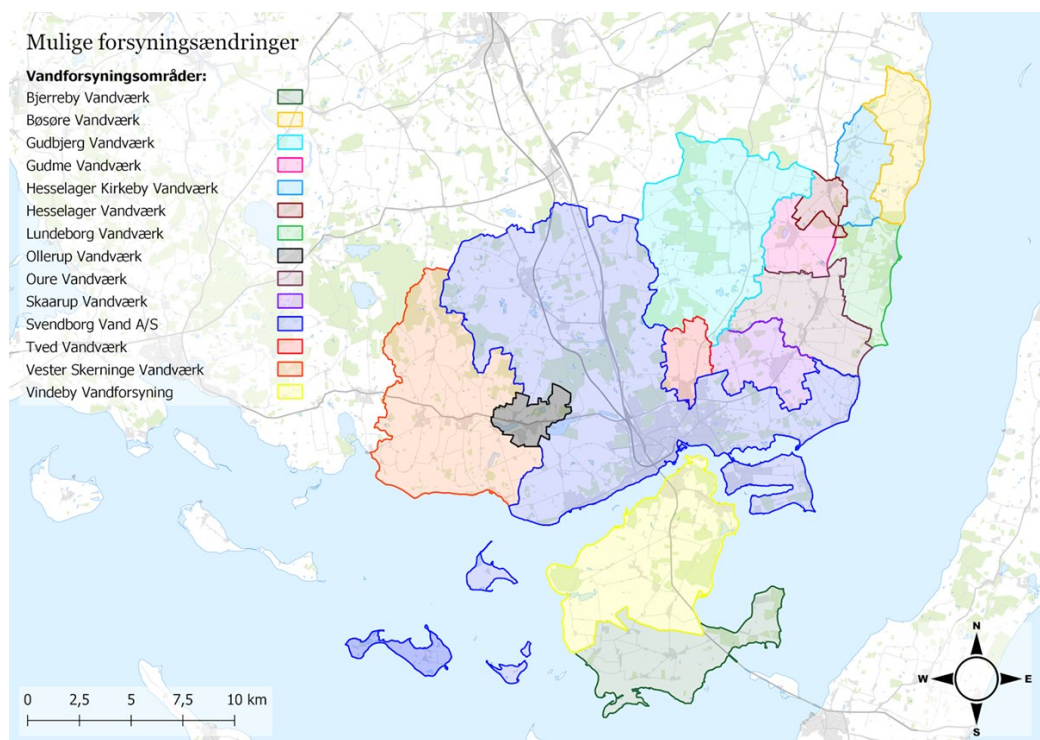 Mulige forsyningsændringer
Vandforsyningsområder:
Bjerreby Vandværk
Bøsøre Vandværk
Gudbjerg Vandværk
Gudme Vandværk
Hesselager Kirkeby Vandværk
Hesselager Vandværk
Lundeborg Vandværk
Ollerup Vandværk
Oure Vandværk
Skaarup Vandværk
Svendborg Vand A/S
Tved Vandværk
Vester Skerninge Vandværk
Vindeby Vandforsyning
0 2,5 5 7,5 10 km
N
W E
S